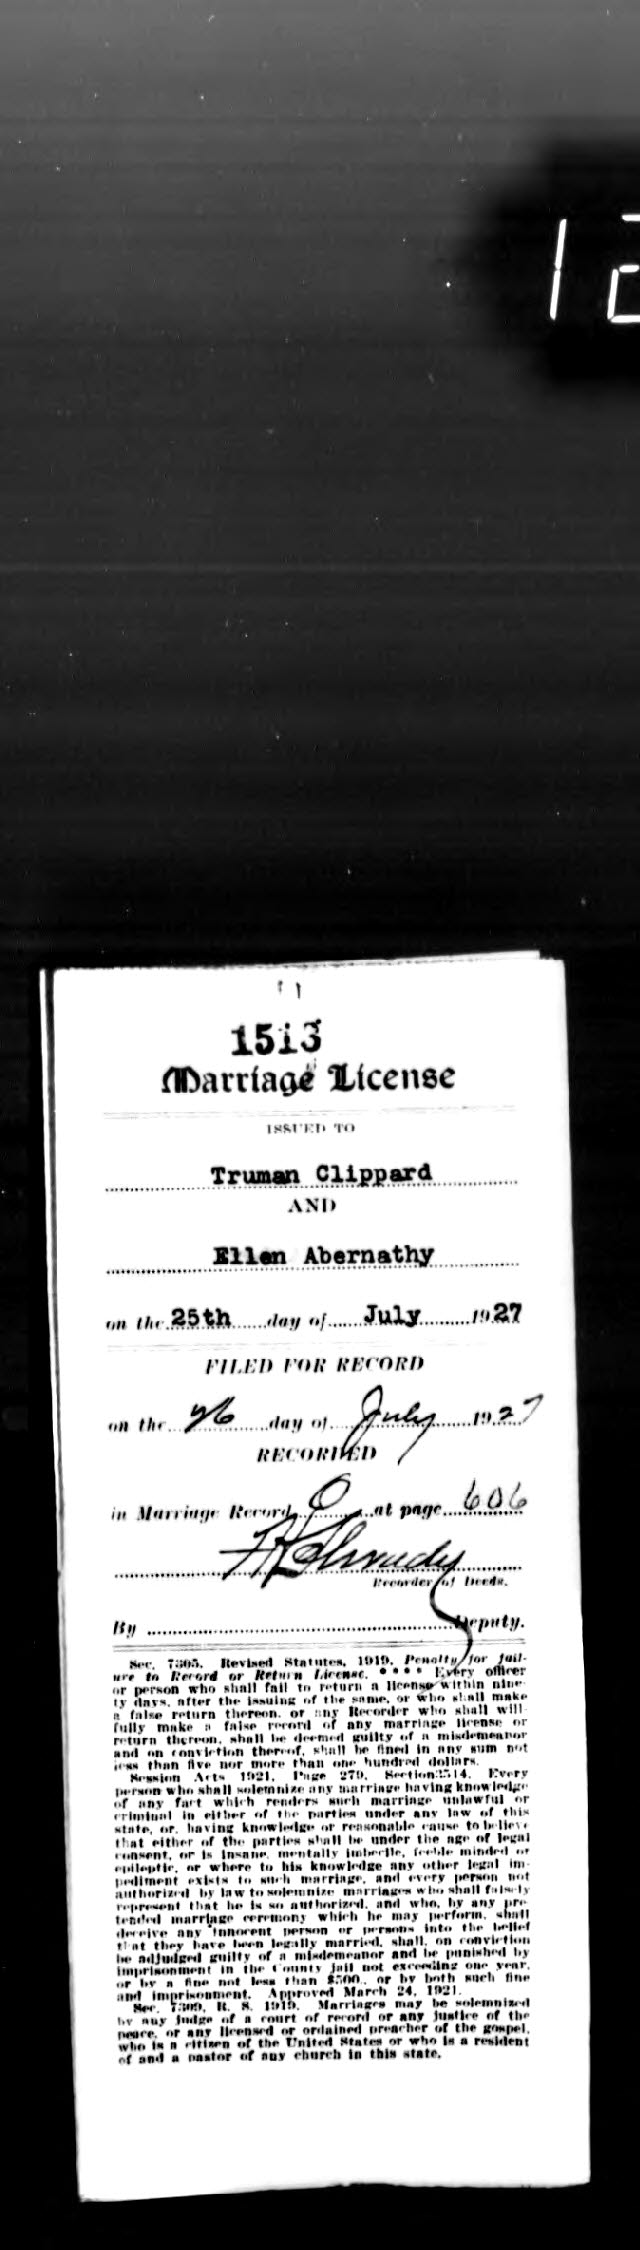 12
1513
Marriage License
ISSUED TO
Truman Clippard
AND
Ellen Abernathy
on the 25th day of July 1927
FILED FOR RECORD
on the 26 day of July 1927
RECORDED
in Marriage Record O at page 606
Recorder of Deeds.
By Deputy.
Sec. 7305, Revised Statutes, 1919. Penalty for fail-
ure to Record or Return License. * * * * Every officer
or person who shall fail to return a license within nine-
ty days, after the issuing of the same, or who shall make
a false return thereon, or any Recorder who shall will-
fully make a false record of any marriage license or
return thereon, shall be deemed guilty of a misdemeanor
and on conviction thereof, shall be fined in any sum not
less than five nor more than one hundred dollars.
Session Acts 1921, Page 279, Section 3514. Every
person who shall solemnize any marriage having knowledge
of any fact which renders such marriage unlawful or
criminal in either of the parties under any law of this
state, or, having knowledge or reasonable cause to believe
that either of the parties shall be under the age of legal
consent, or is insane, mentally imbecile, feeble minded or
epileptic, or where to his knowledge any other legal im-
pediment exists to such marriage, and every person not
authorized by law to solemnize marriages who shall falsely
represent that he is so authorized, and who, by any pre-
tended marriage ceremony which he may perform, shall
deceive any innocent person or persons into the belief
that they have been legally married, shall, on conviction
be adjudged guilty of a misdemeanor and be punished by
imprisonment in the County jail not exceeding one year,
or by a fine not less than $500., or by both such fine
and imprisonment. Approved March 24, 1921.
Sec. 7300, R. S. 1919. Marriages may be solemnized
by any judge of a court of record or any justice of the
peace, or any licensed or ordained preacher of the gospel,
who is a citizen of the United States or who is a resident
of and a pastor of any church in this state.